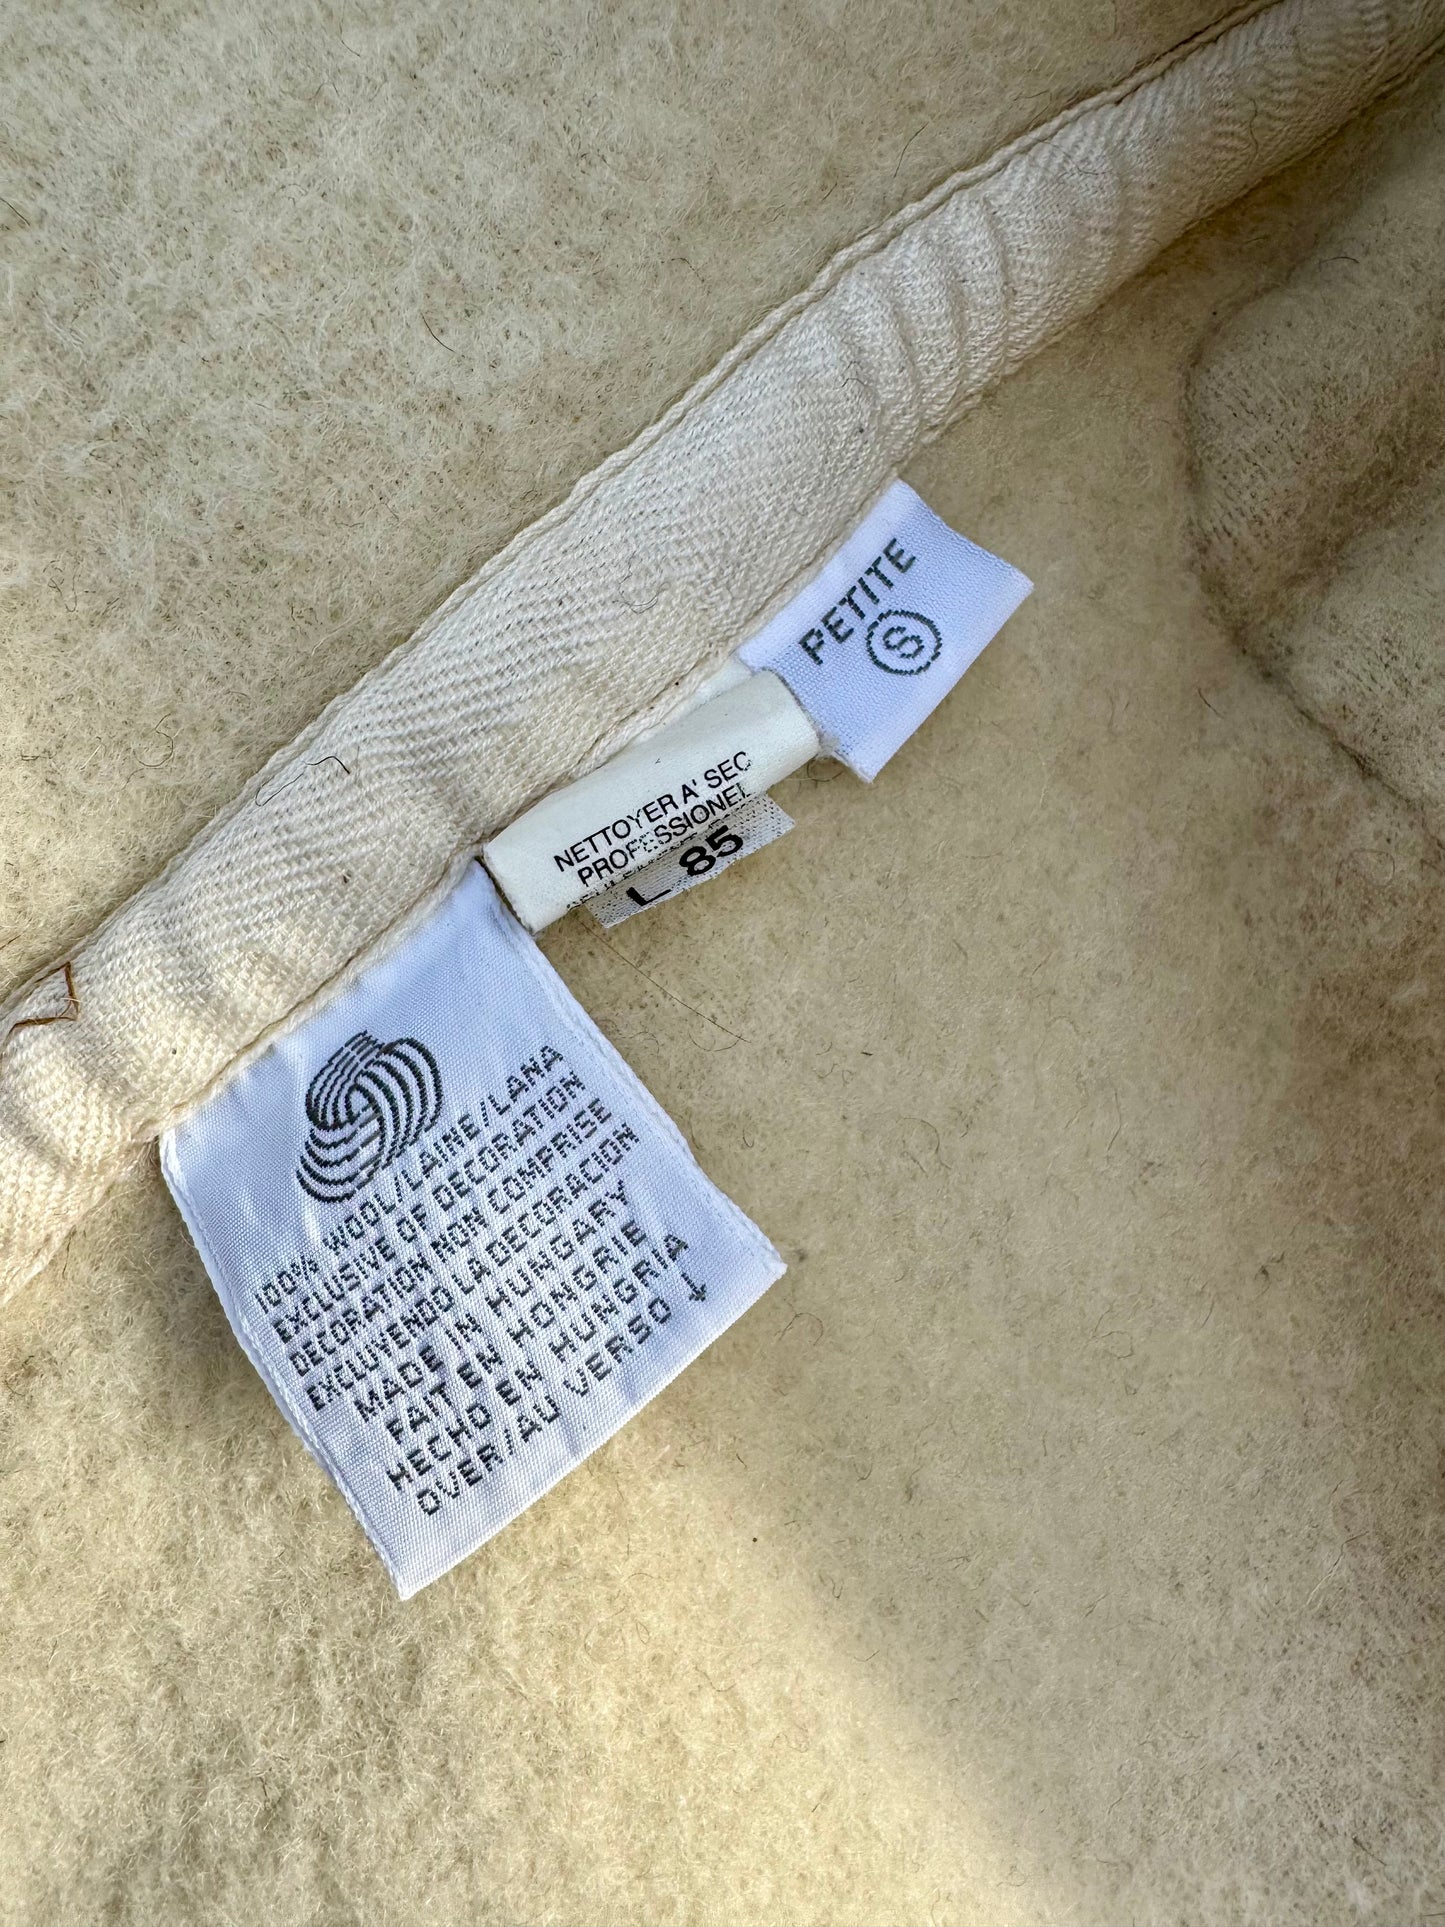 PETITE
S
NETTOYER A' SEC
PROFESSIONEL
L 85
100% WOOL/LAINE/LANA
EXCLUSIVE OF DECORATION
DECORATION NON COMPRISE
EXCLUYENDO LA DECORACION
MADE IN HUNGARY
FAIT EN HONGRIE
HECHO EN HUNGRIA
OVER/AU VERSO ↓